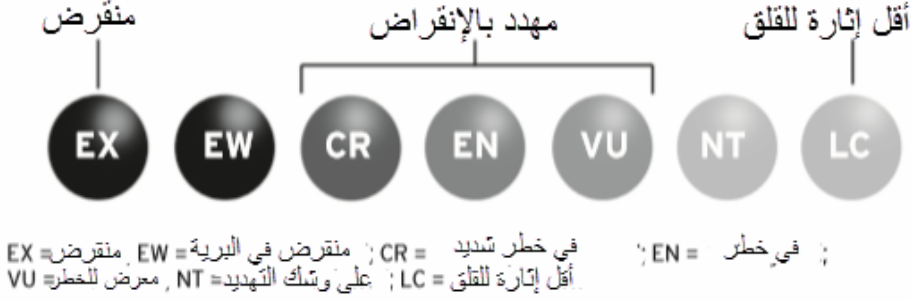 منقرض مهدد بالإنقراض أقل إثارة للقلق
EX EW CR EN VU NT LC
EX = منقرض , EW = منقرض في البرية ; CR = في خطر شديد ; EN = في خطر ;
VU = معرض للخطر , NT = على وشك التهديد ; LC = أقل إثارة للقلق